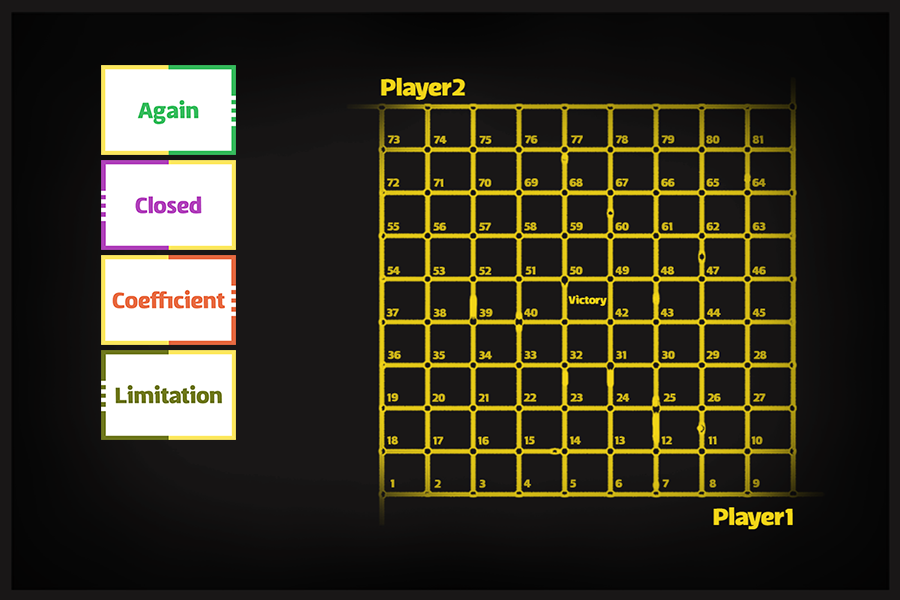 Again
Closed
Coefficient
Limitation
Player2
73 74 75 76 77 78 79 80 81
72 71 70 69 68 67 66 65 64
55 56 57 58 59 60 61 62 63
54 53 52 51 50 49 48 47 46
37 38 39 40 Victory 42 43 44 45
36 35 34 33 32 31 30 29 28
19 20 21 22 23 24 25 26 27
18 17 16 15 14 13 12 11 10
1 2 3 4 5 6 7 8 9
Player1